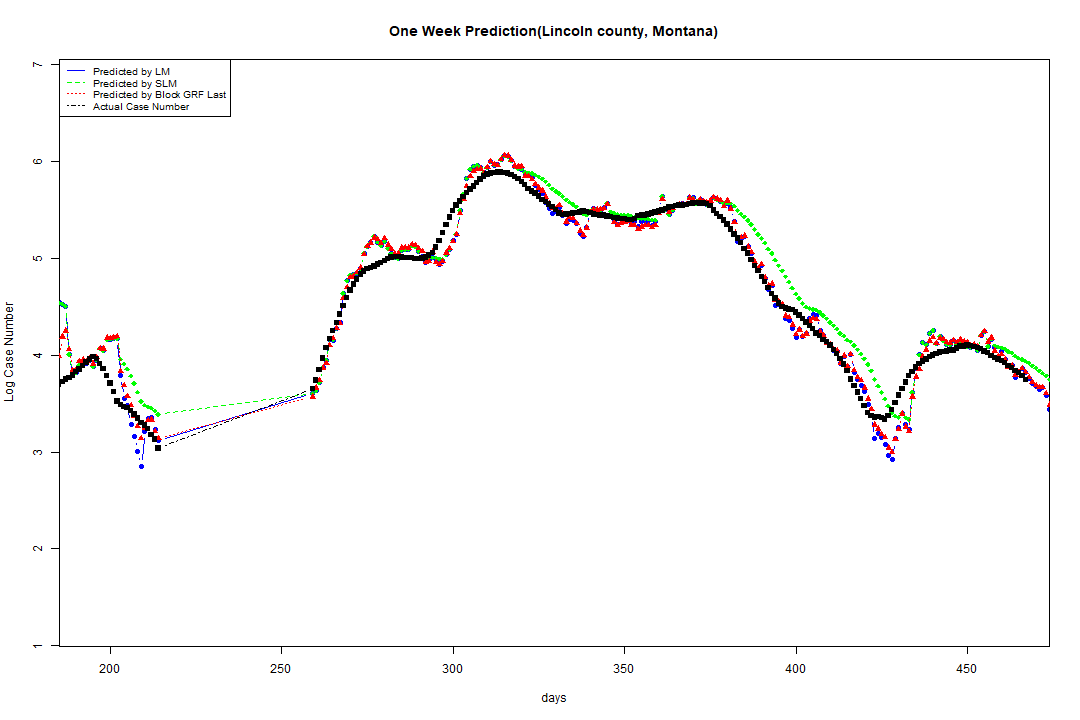 One Week Prediction(Lincoln county, Montana)
Predicted by LM
Predicted by SLM
Predicted by Block GRF Last
Actual Case Number
Log Case Number
7
6
5
4
3
2
1
200 250 300 350 400 450
days